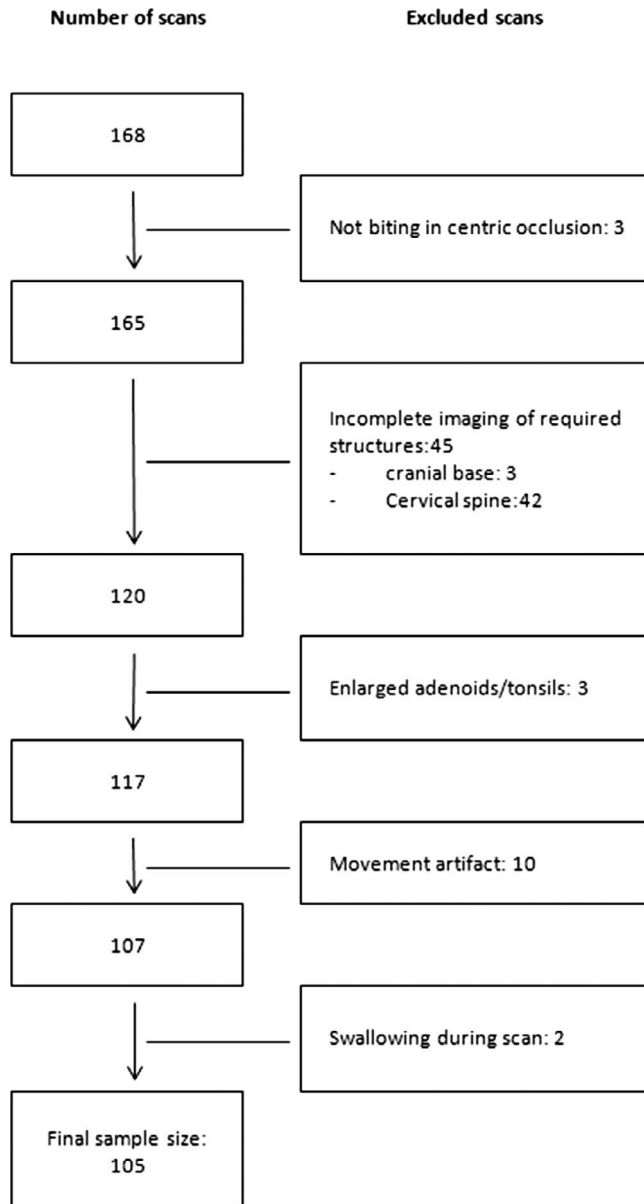 Number of scans
Excluded scans
168
Not biting in centric occlusion: 3
165
Incomplete imaging of required
structures:45
- cranial base: 3
- Cervical spine:42
120
Enlarged adenoids/tonsils: 3
117
Movement artifact: 10
107
Swallowing during scan: 2
Final sample size:
105